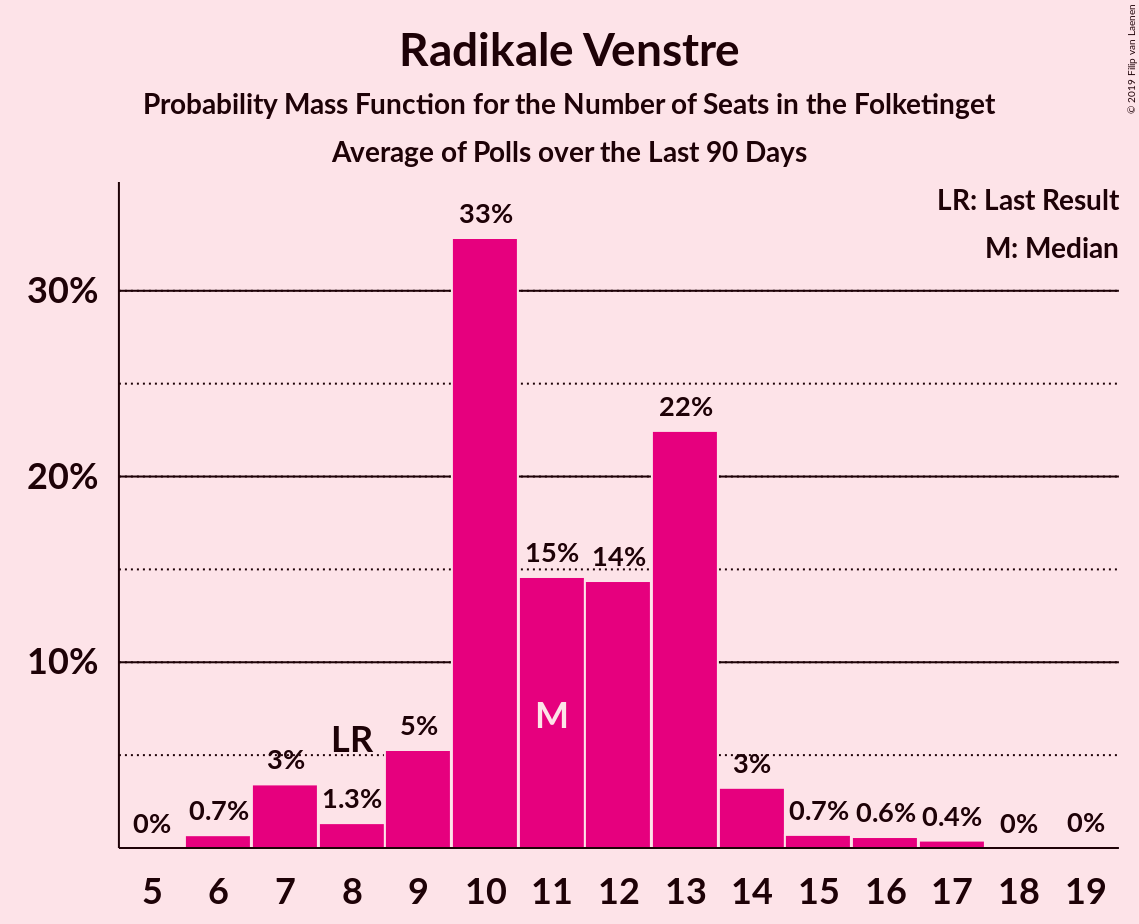 Radikale Venstre
Probability Mass Function for the Number of Seats in the Folketinget
Average of Polls over the Last 90 Days
© 2019 Filip van Laenen
LR: Last Result
M: Median
33%
30%
22%
20%
15%
14%
10%
M
LR
5%
3%
3%
1.3%
0.7%
0%
0.7%
0.6%
0.4%
0%
0%
5 6 7 8 9 10 11 12 13 14 15 16 17 18 19